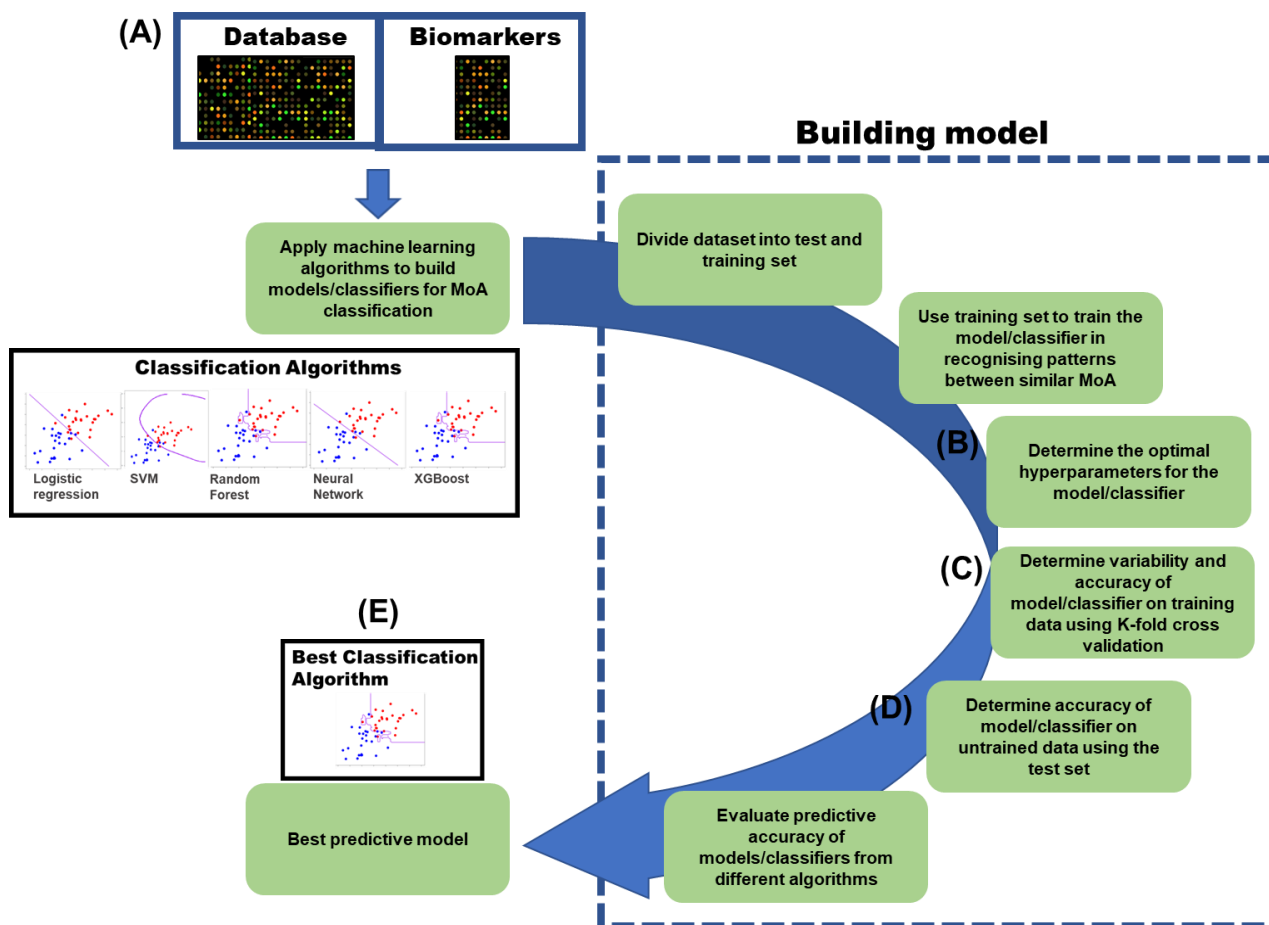 (A)
Database
Biomarkers
Building model
Apply machine learning
algorithms to build
models/classifiers for MoA
classification
Divide dataset into test and
training set
Use training set to train the
model/classifier in
recognising patterns
between similar MoA
Classification Algorithms
Logistic
regression
SVM
Random
Forest
Neural
Network
XGBoost
(B)
Determine the optimal
hyperparameters for the
model/classifier
(C)
Determine variability and
accuracy of
model/classifier on training
data using K-fold cross
validation
(D)
Determine accuracy of
model/classifier on
untrained data using the
test set
Evaluate predictive
accuracy of
models/classifiers from
different algorithms
(E)
Best Classification
Algorithm
Best predictive model